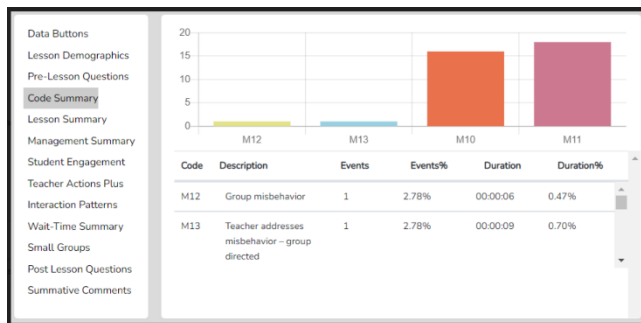 Data Buttons
Lesson Demographics
Pre-Lesson Questions
Code Summary
Lesson Summary
Management Summary
Student Engagement
Teacher Actions Plus
Interaction Patterns
Wait-Time Summary
Small Groups
Post Lesson Questions
Summative Comments
20
15
10
5
0
M12 M13 M10 M11
Code Description Events Events% Duration Duration%
M12 Group misbehavior 1 2.78% 00:00:06 0.47%
M13 Teacher addresses 1 2.78% 00:00:09 0.70%
misbehavior – group
directed